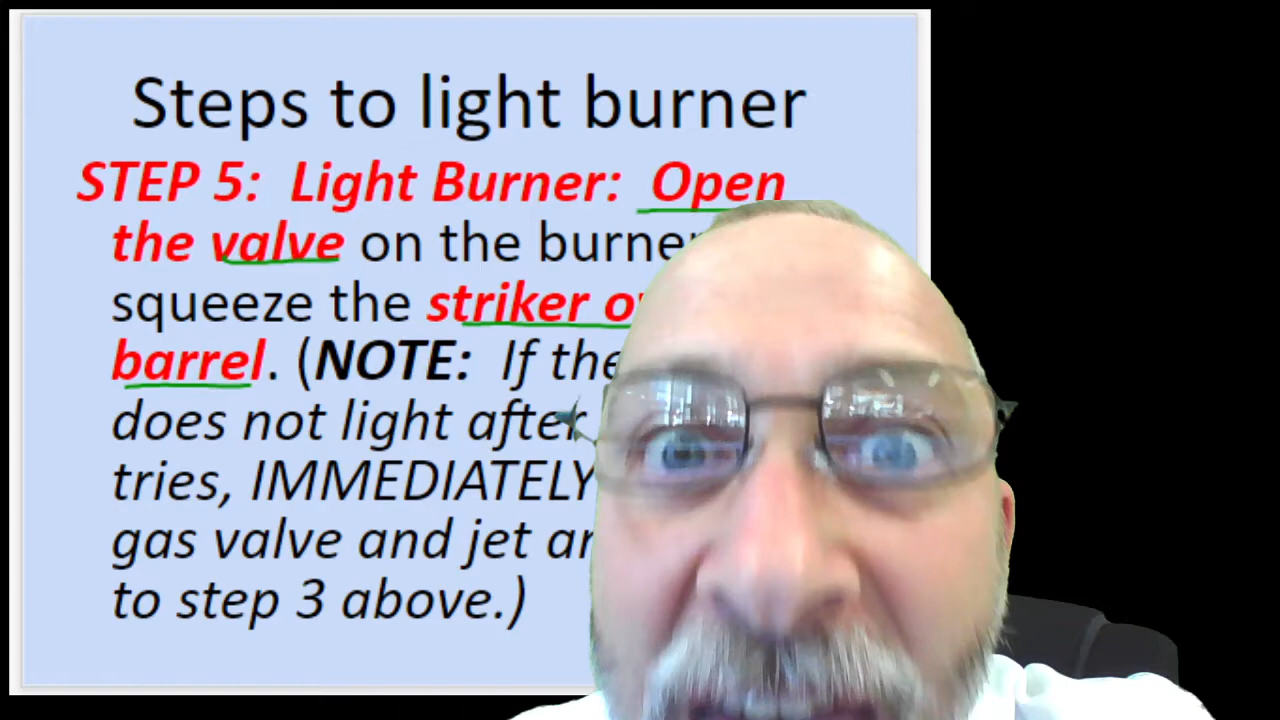 Steps to light burner
STEP 5: Light Burner: Open
the valve on the burner
squeeze the striker
barrel. (NOTE: If the
does not light after
tries, IMMEDIATELY
gas valve and jet
to step 3 above.)